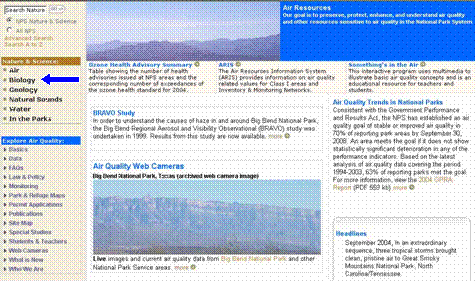 Search Nature
GO
NPS Nature & Science
All NPS
Advanced Search
Search A to Z
Nature & Science:
Air
Biology
Geology
Natural Sounds
Water
In the Parks
Explore Air Quality:
Basics
Data
FAQs
Law & Policy
Monitoring
Park & Refuge Maps
Permit Applications
Publications
Site Map
Special Studies
Students & Teachers
Web Cameras
What is New
Who We Are
Air Resources
Our goal is to preserve, protect, enhance, and understand air quality
and other resources sensitive to air quality in the National Park System
Ozone Health Advisory Summary
Table showing the number of health
advisories issued at NPS areas and the
corresponding number of exceedances of
the ozone health standard for 2004.
ARIS
The Air Resources Information System
(ARIS) provides information on air quality
related values for Class I areas and
Inventory & Monitoring Networks.
Something's in the Air
This interactive program uses multimedia to
illustrate basic air quality concepts and is an
educational resource for teachers and
students.
BRAVO Study
In order to understand the causes of haze in and around Big Bend National Park,
the Big Bend Regional Aerosol and Visibility Observational (BRAVO) study was
undertaken in 1999. Results from this study are now available. more
Air Quality Web Cameras
Big Bend National Park, Texas (archived web camera image)
Live images and current air quality data from Big Bend National Park and other
National Park Service areas. more
Air Quality Trends in National Parks
Consistent with the Government Performance
and Results Act, the NPS has established an air
quality goal of stable or improved air quality in
70% of reporting park areas by September 30,
2008. An area meets the goal if it does not show
statistically significant deterioration in any of the
performance indicators. Based on the latest
analysis of air quality data covering the period
1994-2003, 63% of reporting parks met the goal.
For more information, view the 2004 GPRA
Report (PDF 593 kb) more
Headlines
September 2004, In an extraordinary
sequence, three tropical storms brought
clean, pristine air to Great Smoky
Mountains National Park, North
Carolina/Tennessee.